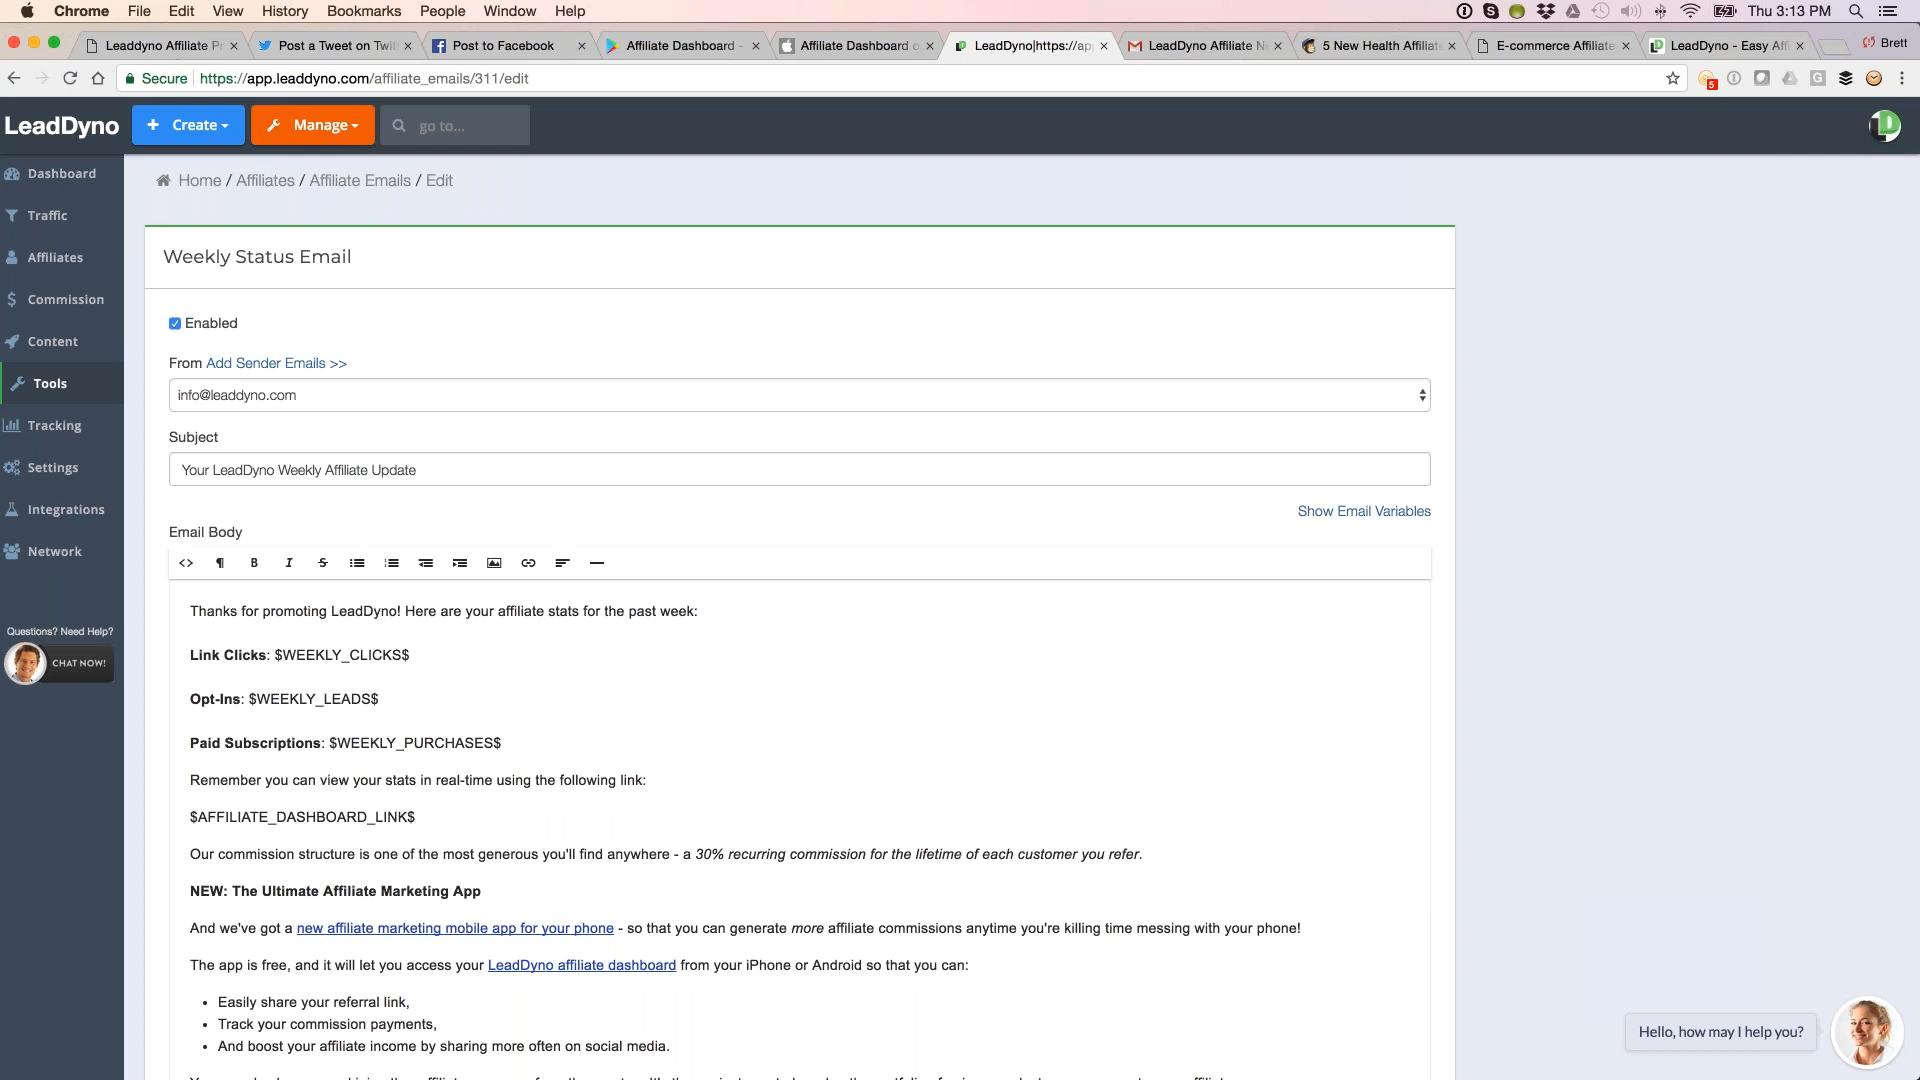 Chrome File Edit View History Bookmarks People Window Help Thu 3:13 PM
Leaddyno Affiliate P Post a Tweet on Twit Post to Facebook Affiliate Dashboard - Affiliate Dashboard o LeadDyno|https://ap LeadDyno Affiliate N 5 New Health Affiliat E-commerce Affiliate LeadDyno - Easy Aff Brett
Secure https://app.leaddyno.com/affiliate_emails/311/edit 5
LeadDyno + Create Manage go to...
Dashboard
Traffic
Affiliates
Commission
Content
Tools
Tracking
Settings
Integrations
Network
Questions? Need Help?
CHAT NOW!
Home / Affiliates / Affiliate Emails / Edit
Weekly Status Email
Enabled
From Add Sender Emails >>
info@leaddyno.com
Subject
Your LeadDyno Weekly Affiliate Update
Show Email Variables
Email Body
Thanks for promoting LeadDyno! Here are your affiliate stats for the past week:
Link Clicks: $WEEKLY_CLICKS$
Opt-Ins: $WEEKLY_LEADS$
Paid Subscriptions: $WEEKLY_PURCHASES$
Remember you can view your stats in real-time using the following link:
$AFFILIATE_DASHBOARD_LINK$
Our commission structure is one of the most generous you'll find anywhere - a 30% recurring commission for the lifetime of each customer you refer.
NEW: The Ultimate Affiliate Marketing App
And we've got a new affiliate marketing mobile app for your phone - so that you can generate more affiliate commissions anytime you're killing time messing with your phone!
The app is free, and it will let you access your LeadDyno affiliate dashboard from your iPhone or Android so that you can:
• Easily share your referral link,
• Track your commission payments,
• And boost your affiliate income by sharing more often on social media.
Hello, how may I help you?